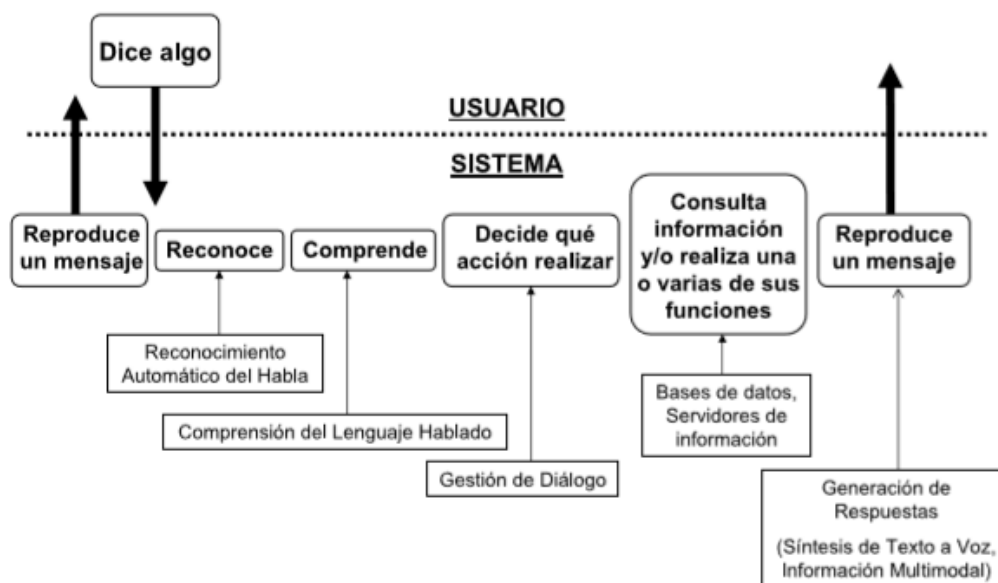 Dice algo
USUARIO
SISTEMA
Reproduce
un mensaje
Reconoce
Comprende
Decide qué
acción realizar
Consulta
información
y/o realiza una
o varias de sus
funciones
Reproduce
un mensaje
Reconocimiento
Automático del Habla
Comprensión del Lenguaje Hablado
Gestión de Diálogo
Bases de datos,
Servidores de
información
Generación de
Respuestas
(Síntesis de Texto a Voz,
Información Multimodal)